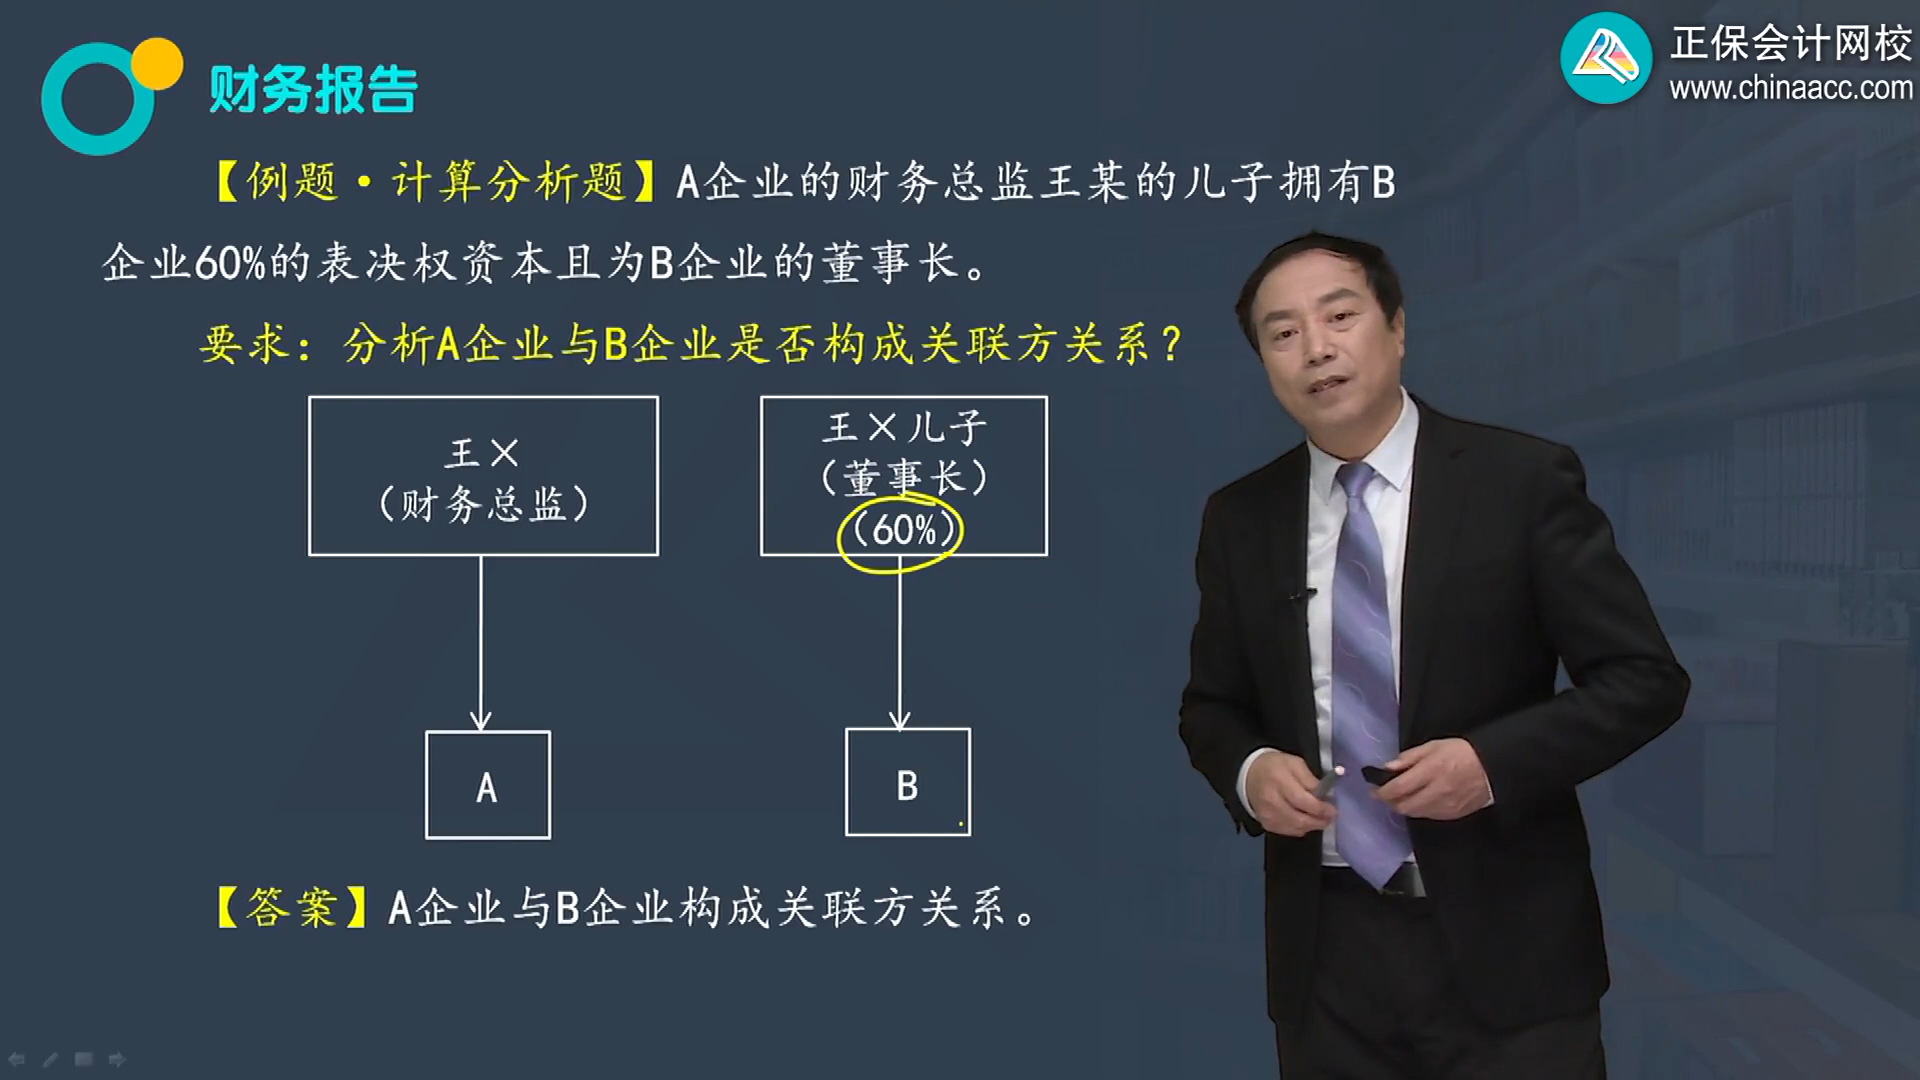 财务报告
正保会计网校
www.chinaacc.com
【例题·计算分析题】A企业的财务总监王某的儿子拥有B
企业60%的表决权资本且为B企业的董事长。
要求：分析A企业与B企业是否构成关联方关系？
王×
（财务总监）
王×儿子
（董事长）
（60%）
A
B
【答案】A企业与B企业构成关联方关系。